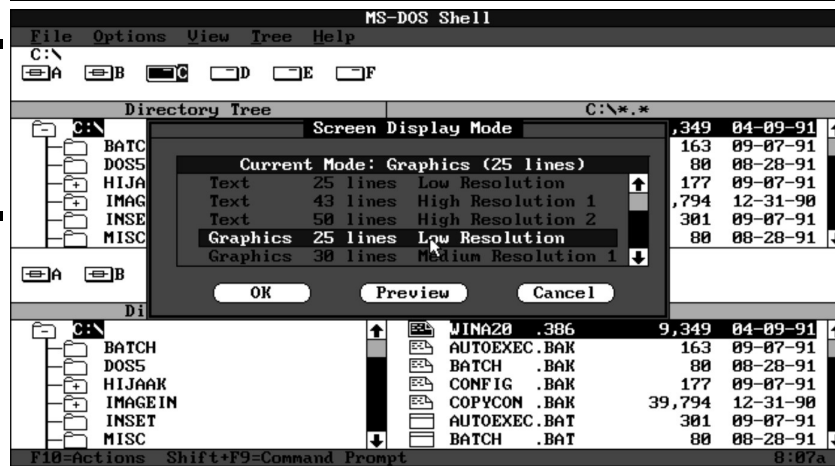 MS-DOS Shell
File Options View Tree Help
C:\
A B C D E F
Directory Tree C:\*.*
C:\ ,349 04-09-91
BATC 163 09-07-91
DOS5 80 08-28-91
HIJA 177 09-07-91
IMAG ,794 12-31-90
INSE 301 09-07-91
MISC 80 08-28-91
Screen Display Mode
Current Mode: Graphics (25 lines)
Text 25 lines Low Resolution
Text 43 lines High Resolution 1
Text 50 lines High Resolution 2
Graphics 25 lines Low Resolution
Graphics 30 lines Medium Resolution 1
OK Preview Cancel
A B
Di
C:\ WINA20 .386 9,349 04-09-91
BATCH AUTOEXEC.BAK 163 09-07-91
DOS5 BATCH .BAK 80 08-28-91
HIJAAK CONFIG .BAK 177 09-07-91
IMAGEIN COPYCON .BAK 39,794 12-31-90
INSET AUTOEXEC.BAT 301 09-07-91
MISC BATCH .BAT 80 08-28-91
F10=Actions Shift+F9=Command Prompt 8:07a